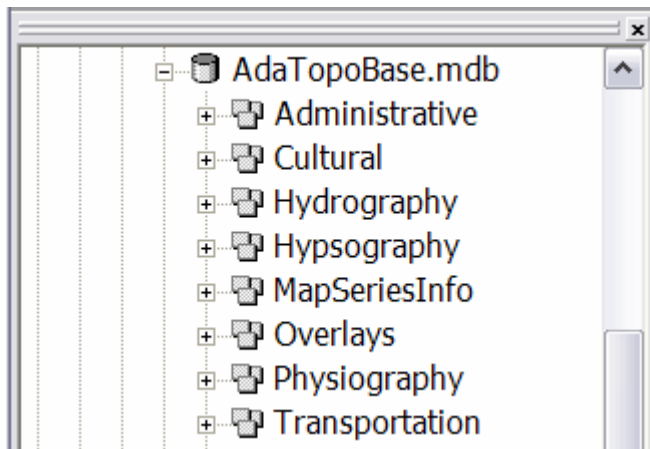 AdaTopoBase.mdb
Administrative
Cultural
Hydrography
Hypsography
MapSeriesInfo
Overlays
Physiography
Transportation